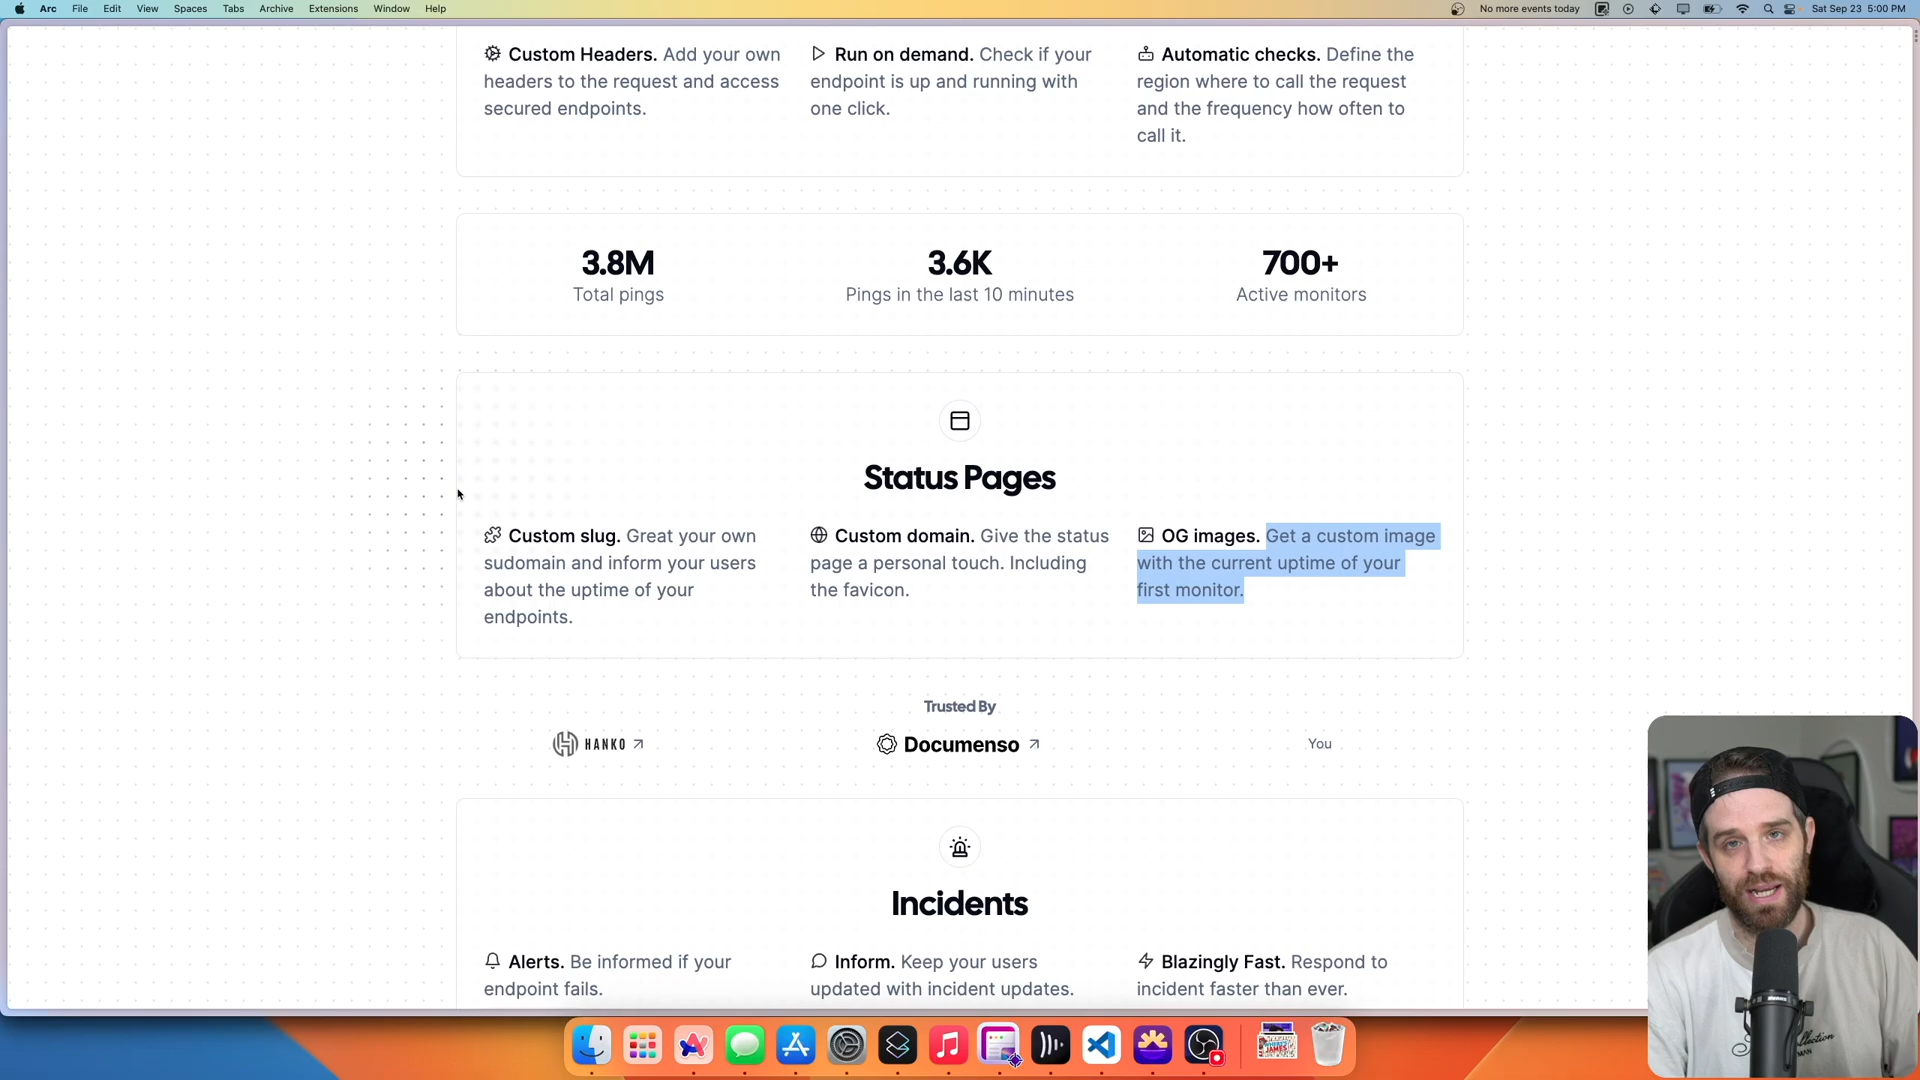 Arc File Edit View Spaces Tabs Archive Extensions Window Help No more events today Sat Sep 23 5:00 PM
Custom Headers. Add your own
headers to the request and access
secured endpoints.
Run on demand. Check if your
endpoint is up and running with
one click.
Automatic checks. Define the
region where to call the request
and the frequency how often to
call it.
3.8M
Total pings
3.6K
Pings in the last 10 minutes
700+
Active monitors
Status Pages
Custom slug. Great your own
sudomain and inform your users
about the uptime of your
endpoints.
Custom domain. Give the status
page a personal touch. Including
the favicon.
OG images. Get a custom image
with the current uptime of your
first monitor.
Trusted By
HANKO
Documenso
You
Incidents
Alerts. Be informed if your
endpoint fails.
Inform. Keep your users
updated with incident updates.
Blazingly Fast. Respond to
incident faster than ever.